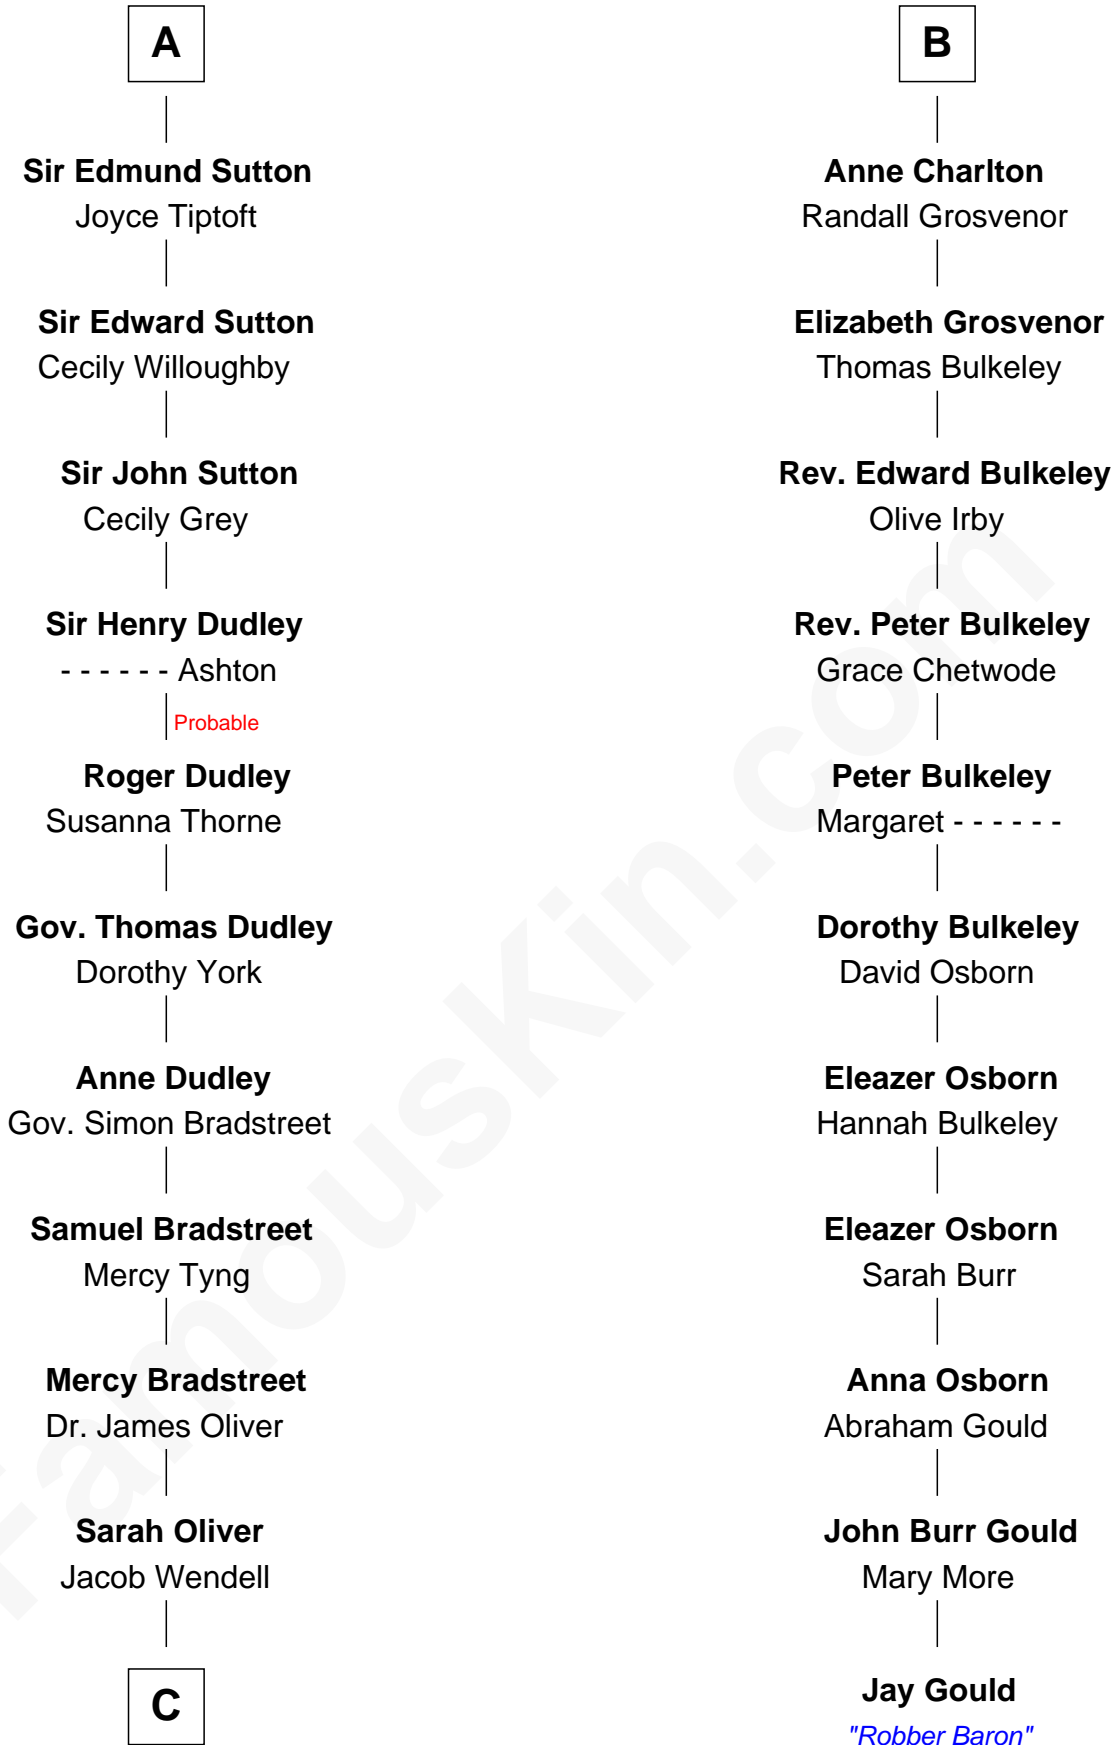 A
Sir Edmund Sutton
Joyce Tiptoft
Sir Edward Sutton
Cecily Willoughby
Sir John Sutton
Cecily Grey
Sir Henry Dudley
- - - - - - Ashton
Probable
Roger Dudley
Susanna Thorne
Gov. Thomas Dudley
Dorothy York
Anne Dudley
Gov. Simon Bradstreet
Samuel Bradstreet
Mercy Tyng
Mercy Bradstreet
Dr. James Oliver
Sarah Oliver
Jacob Wendell
C
B
Anne Charlton
Randall Grosvenor
Elizabeth Grosvenor
Thomas Bulkeley
Rev. Edward Bulkeley
Olive Irby
Rev. Peter Bulkeley
Grace Chetwode
Peter Bulkeley
Margaret - - - - - -
Dorothy Bulkeley
David Osborn
Eleazer Osborn
Hannah Bulkeley
Eleazer Osborn
Sarah Burr
Anna Osborn
Abraham Gould
John Burr Gould
Mary More
Jay Gould
"Robber Baron"
FamousKin.com